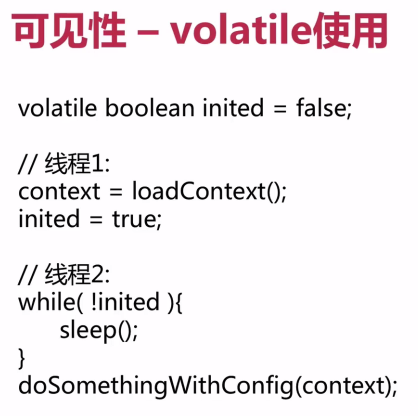 可见性 – volatile使用
volatile boolean inited = false;
// 线程1:
context = loadContext();
inited = true;
// 线程2:
while( !inited ){
sleep();
}
doSomethingWithConfig(context);